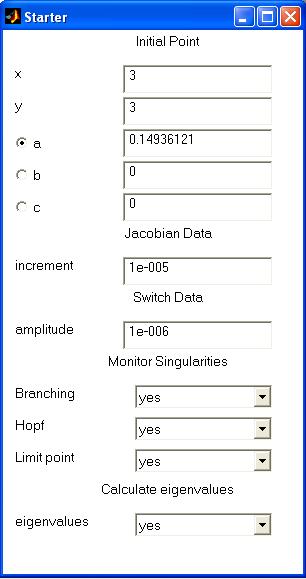 Starter
Initial Point
x 3
y 3
a 0.14936121
b 0
c 0
Jacobian Data
increment 1e-005
Switch Data
amplitude 1e-006
Monitor Singularities
Branching yes
Hopf yes
Limit point yes
Calculate eigenvalues
eigenvalues yes